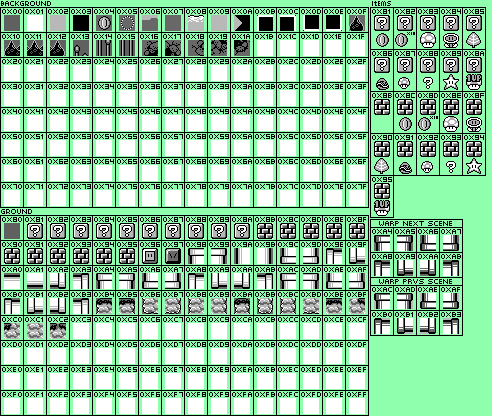 BACKGROUND
0X00 0X01 0X02 0X03 0X04 0X05 0X06 0X07 0X08 0X09 0X0A 0X0B 0X0C 0X0D 0X0E 0X0F
0X10 0X11 0X12 0X13 0X14 0X15 0X16 0X17 0X18 0X19 0X1A 0X1B 0X1C 0X1D 0X1E 0X1F
0X20 0X21 0X22 0X23 0X24 0X25 0X26 0X27 0X28 0X29 0X2A 0X2B 0X2C 0X2D 0X2E 0X2F
0X30 0X31 0X32 0X33 0X34 0X35 0X36 0X37 0X38 0X39 0X3A 0X3B 0X3C 0X3D 0X3E 0X3F
0X40 0X41 0X42 0X43 0X44 0X45 0X46 0X47 0X48 0X49 0X4A 0X4B 0X4C 0X4D 0X4E 0X4F
0X50 0X51 0X52 0X53 0X54 0X55 0X56 0X57 0X58 0X59 0X5A 0X5B 0X5C 0X5D 0X5E 0X5F
0X60 0X61 0X62 0X63 0X64 0X65 0X66 0X67 0X68 0X69 0X6A 0X6B 0X6C 0X6D 0X6E 0X6F
0X70 0X71 0X72 0X73 0X74 0X75 0X76 0X77 0X78 0X79 0X7A 0X7B 0X7C 0X7D 0X7E 0X7F
GROUND
0X80 0X81 0X82 0X83 0X84 0X85 0X86 0X87 0X88 0X89 0X8A 0X8B 0X8C 0X8D 0X8E 0X8F
0X90 0X91 0X92 0X93 0X94 0X95 0X96 0X97 0X98 0X99 0X9A 0X9B 0X9C 0X9D 0X9E 0X9F
0XA0 0XA1 0XA2 0XA3 0XA4 0XA5 0XA6 0XA7 0XA8 0XA9 0XAA 0XAB 0XAC 0XAD 0XAE 0XAF
0XB0 0XB1 0XB2 0XB3 0XB4 0XB5 0XB6 0XB7 0XB8 0XB9 0XBA 0XBB 0XBC 0XBD 0XBE 0XBF
0XC0 0XC1 0XC2 0XC3 0XC4 0XC5 0XC6 0XC7 0XC8 0XC9 0XCA 0XCB 0XCC 0XCD 0XCE 0XCF
0XD0 0XD1 0XD2 0XD3 0XD4 0XD5 0XD6 0XD7 0XD8 0XD9 0XDA 0XDB 0XDC 0XDD 0XDE 0XDF
0XE0 0XE1 0XE2 0XE3 0XE4 0XE5 0XE6 0XE7 0XE8 0XE9 0XEA 0XEB 0XEC 0XED 0XEE 0XEF
0XF0 0XF1 0XF2 0XF3 0XF4 0XF5 0XF6 0XF7 0XF8 0XF9 0XFA 0XFB 0XFC 0XFD 0XFE 0XFF
Items
0X81 0X82 0X83 0X84 0X85
x10
0X86 0X87 0X88 0X89 0X8A
0X8B 0X8C 0X8D 0X8E 0X8F
x10
0X90 0X91 0X92 0X93 0X94
0X95
WARP NEXT SCENE
0XA4 0XA5 0XA6 0XA7
0XA8 0XA9 0XAA 0XAB
WARP PRVS SCENE
0XAC 0XAD 0XAE 0XAF
0XB0 0XB1 0XB2 0XB3